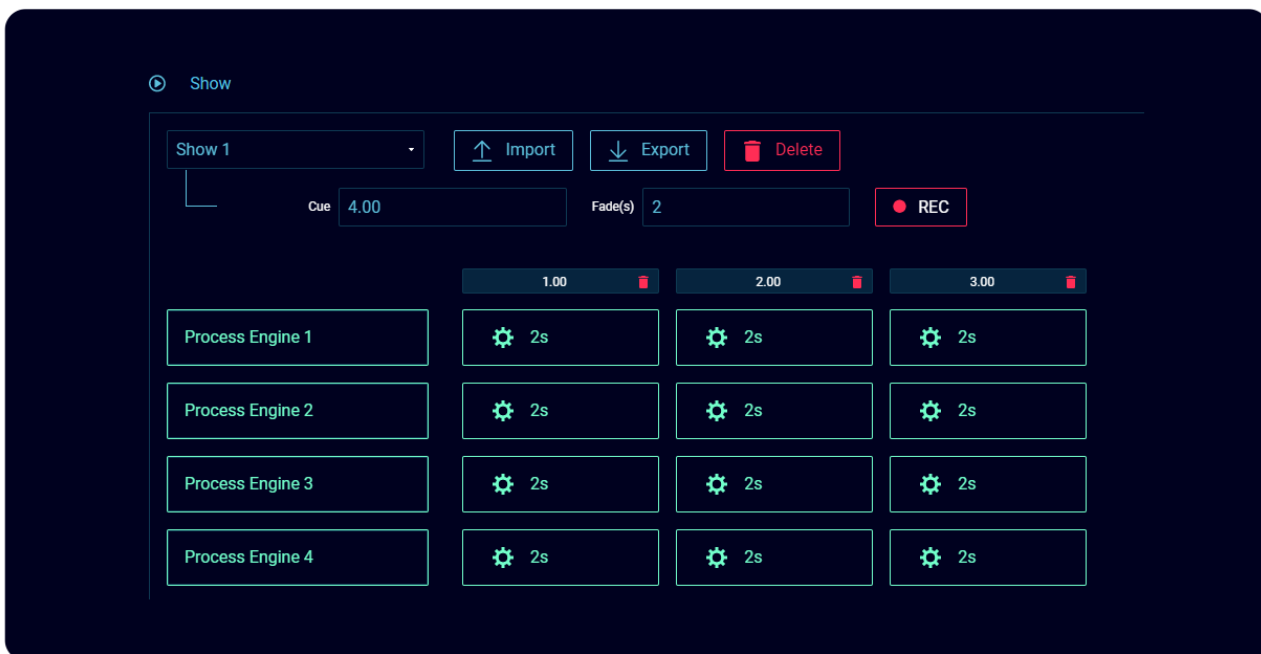 Show
Show 1 Import Export Delete
Cue 4.00 Fade(s) 2 REC
1.00 2.00 3.00
Process Engine 1 2s 2s 2s
Process Engine 2 2s 2s 2s
Process Engine 3 2s 2s 2s
Process Engine 4 2s 2s 2s